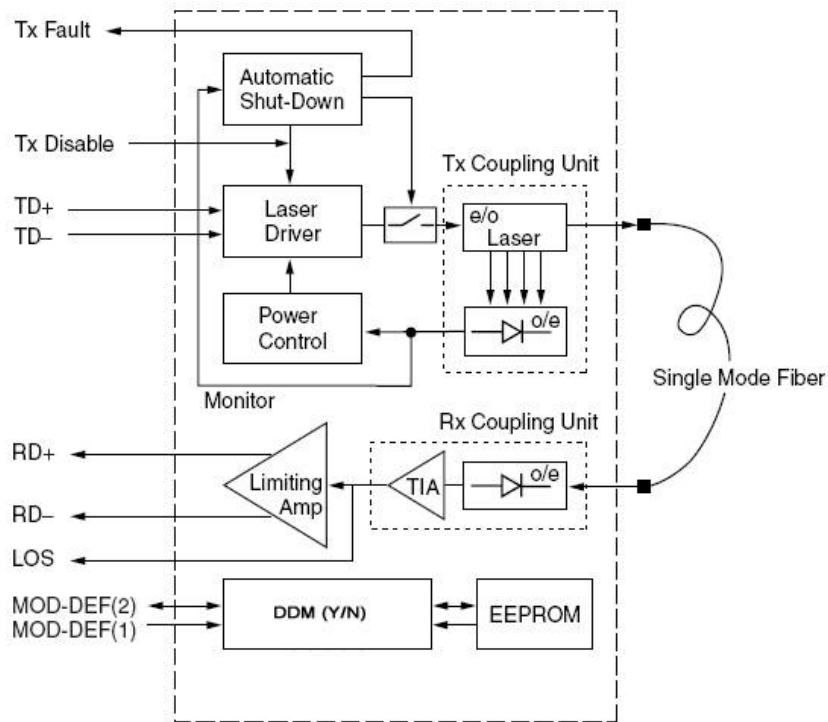 Tx Fault
Automatic
Shut-Down
Tx Disable
Tx Coupling Unit
TD+
TD–
Laser
Driver
e/o
Laser
Power
Control
o/e
Single Mode Fiber
Monitor
Rx Coupling Unit
RD+
RD–
Limiting
Amp
TIA
o/e
LOS
MOD-DEF(2)
MOD-DEF(1)
DDM (Y/N)
EEPROM